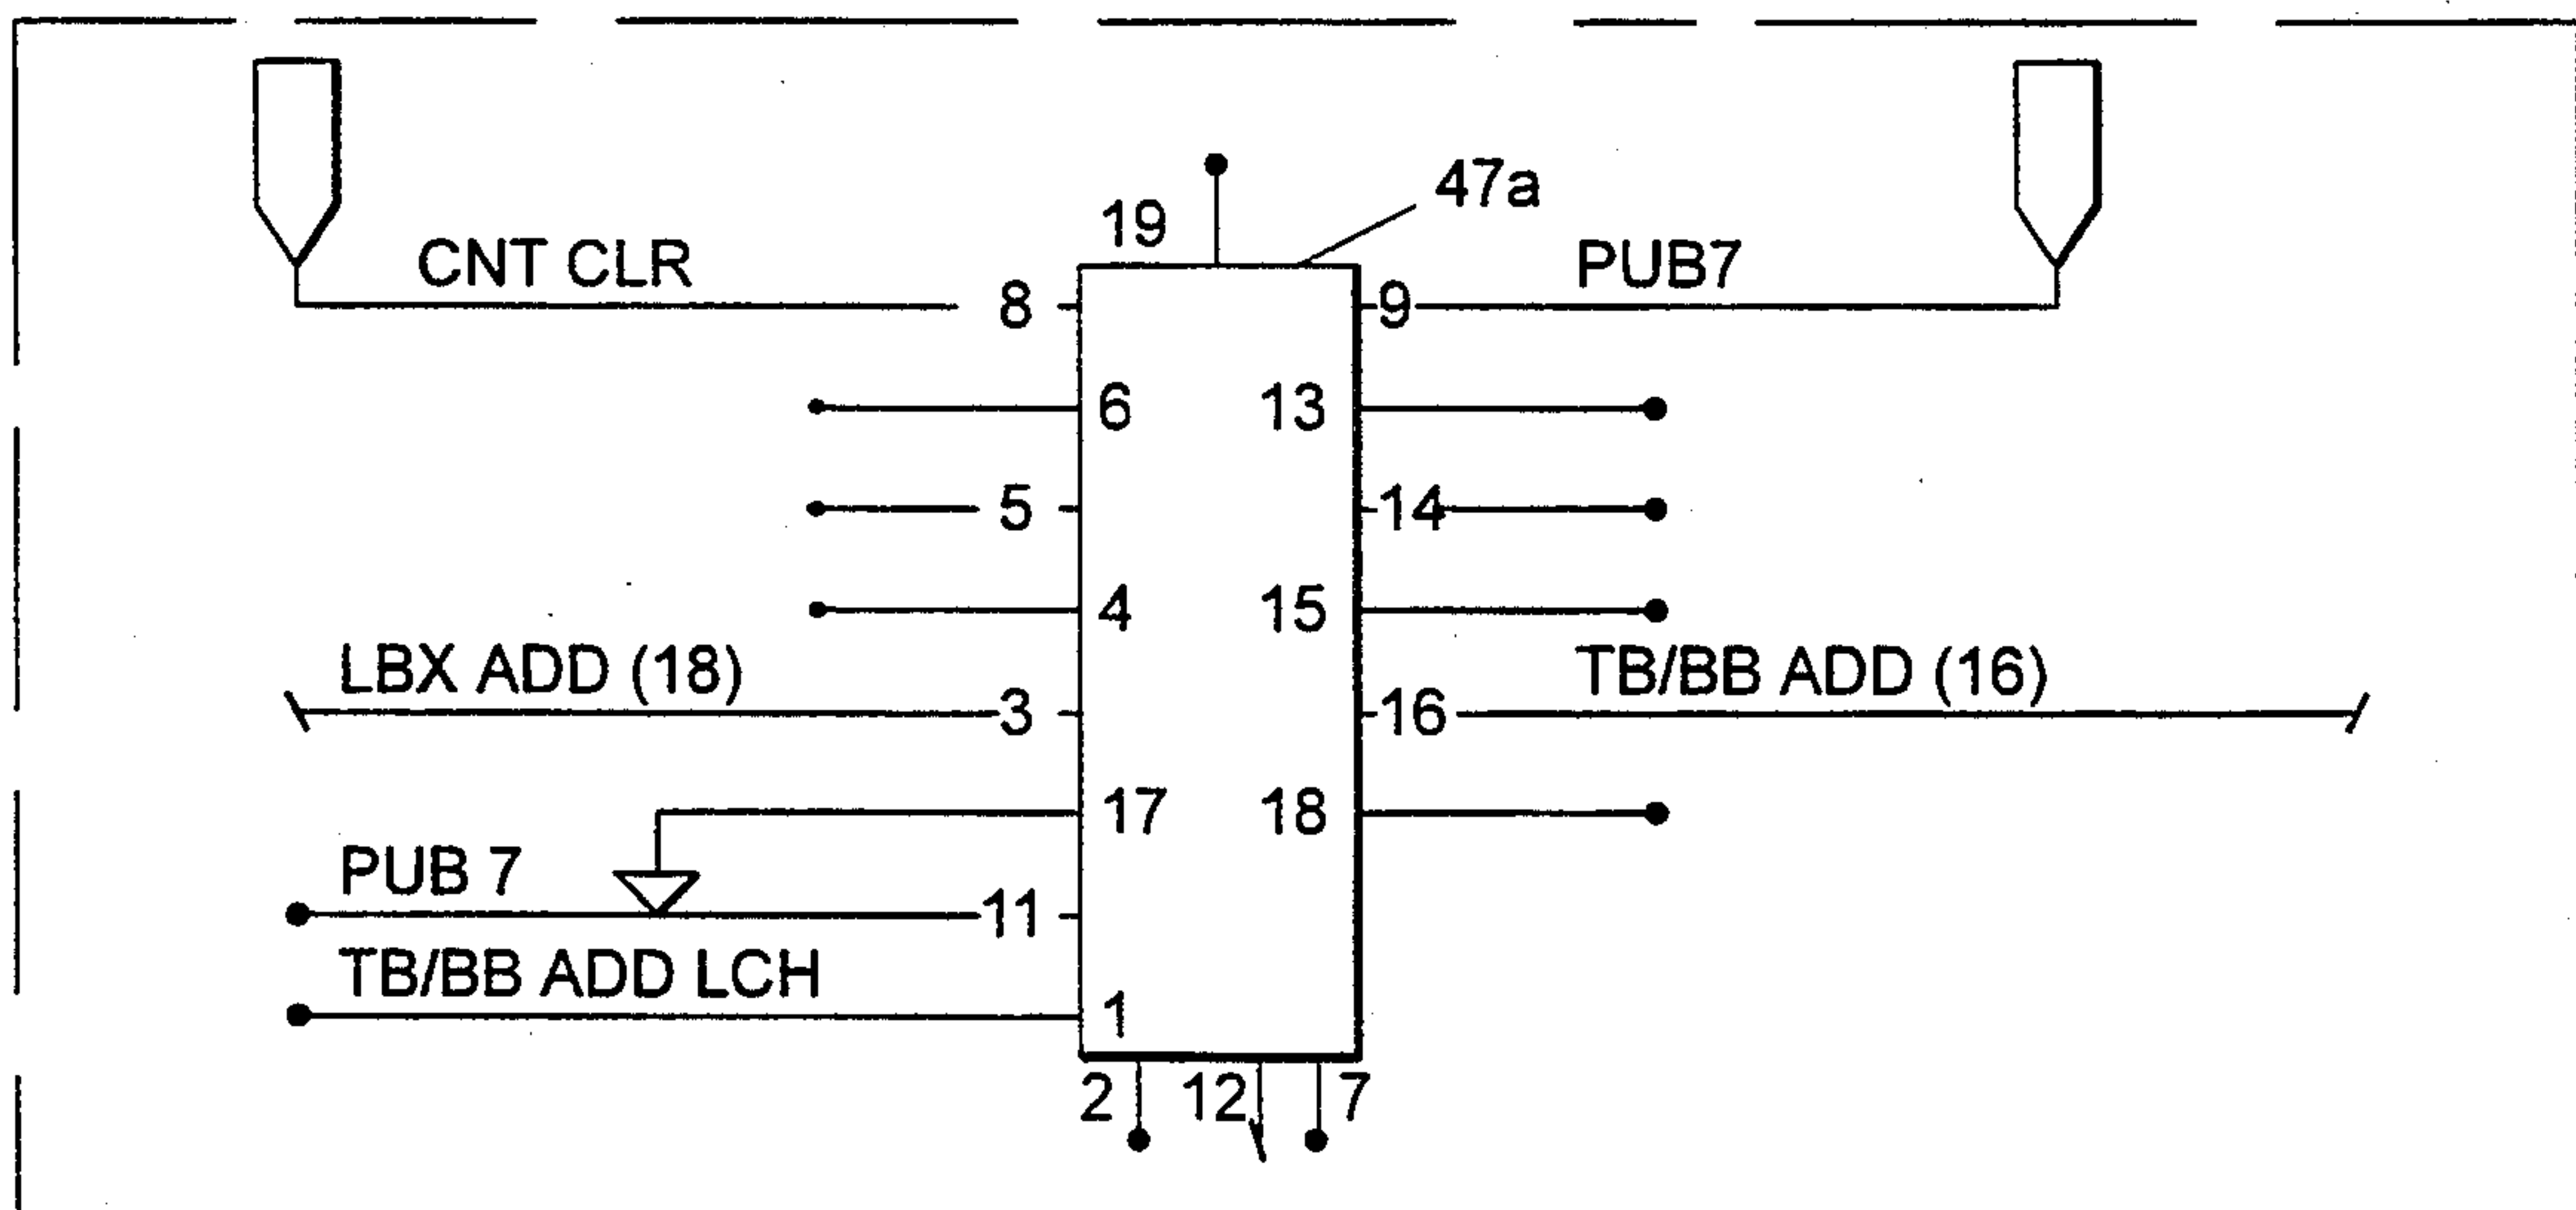 47a
19
CNT CLR
PUB7
8
9
6
13
5
14
4
15
LBX ADD (18)
TB/BB ADD (16)
3
16
17
18
PUB 7
11
TB/BB ADD LCH
1
2
12
7